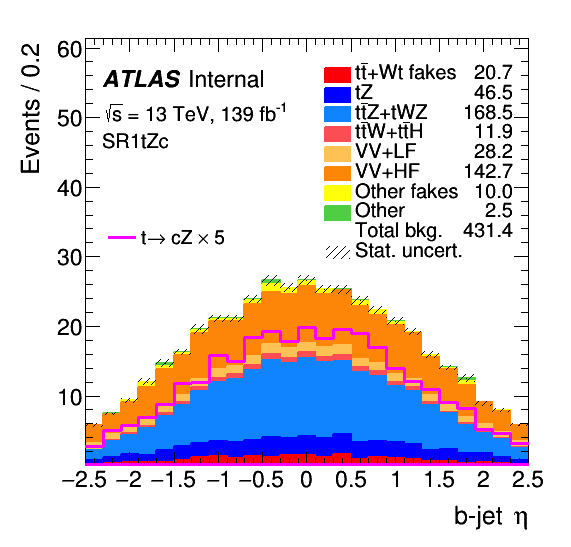 Events / 0.2
60
50
40
30
20
10
ATLAS Internal
√s = 13 TeV, 139 fb⁻¹
SR1tZc
t→ cZ × 5
tt̄+Wt fakes 20.7
tZ 46.5
tt̄Z+tWZ 168.5
tt̄W+tt̄H 11.9
VV+LF 28.2
VV+HF 142.7
Other fakes 10.0
Other 2.5
Total bkg. 431.4
Stat. uncert.
−2.5 −2 −1.5 −1 −0.5 0 0.5 1 1.5 2 2.5
b-jet η